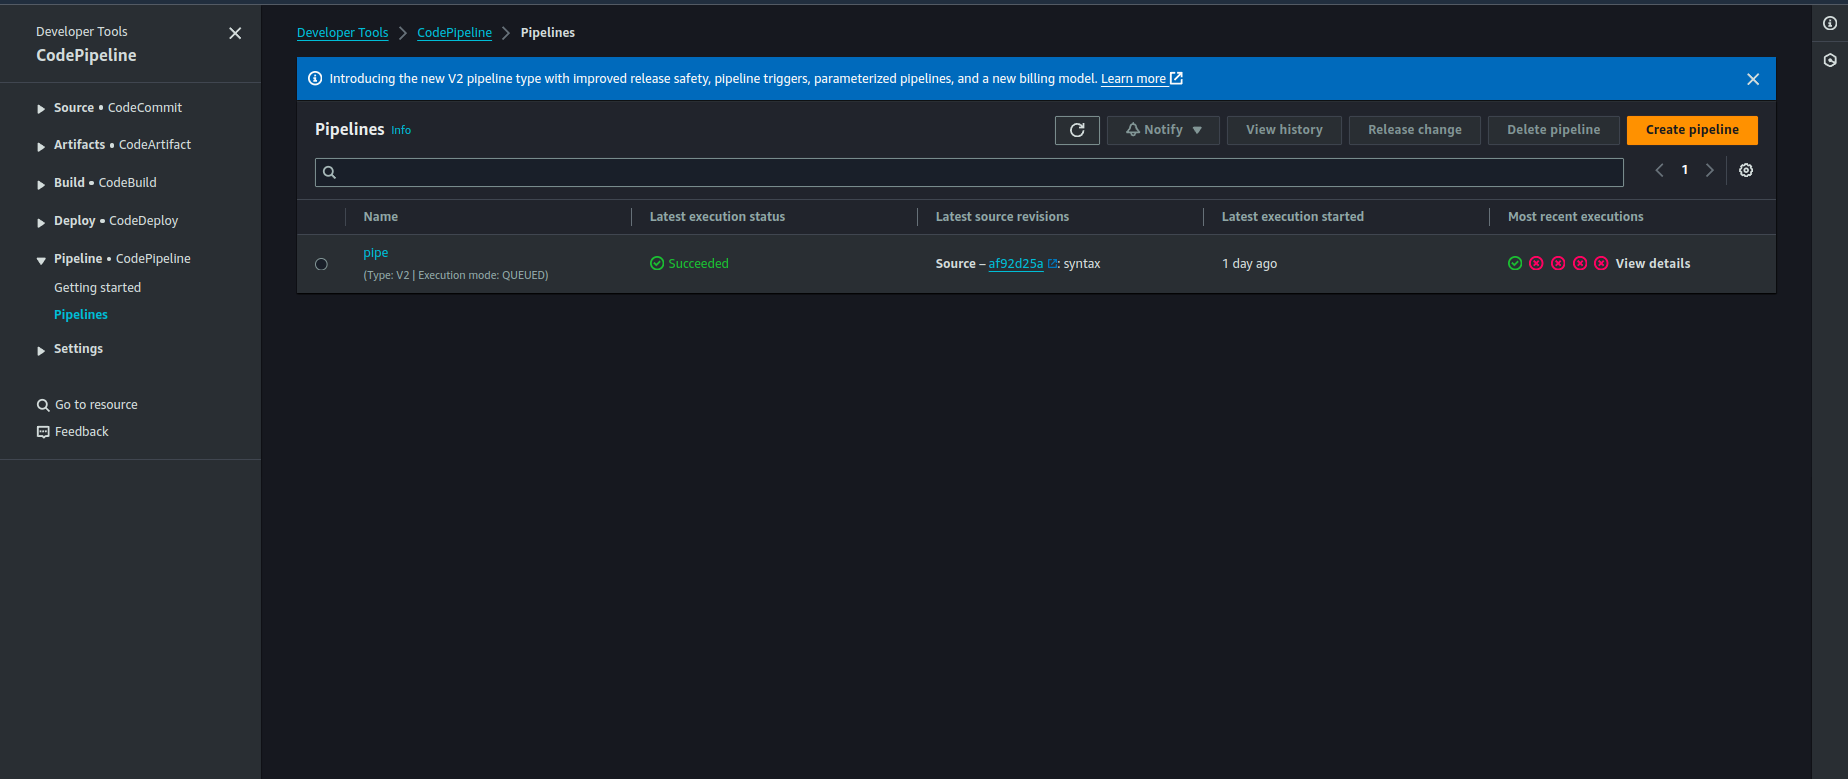 Developer Tools
CodePipeline
Source • CodeCommit
Artifacts • CodeArtifact
Build • CodeBuild
Deploy • CodeDeploy
Pipeline • CodePipeline
Getting started
Pipelines
Settings
Go to resource
Feedback
Developer Tools > CodePipeline > Pipelines
Introducing the new V2 pipeline type with improved release safety, pipeline triggers, parameterized pipelines, and a new billing model. Learn more
Pipelines Info
Notify View history Release change Delete pipeline Create pipeline
1
Name Latest execution status Latest source revisions Latest execution started Most recent executions
pipe
(Type: V2 | Execution mode: QUEUED)
Succeeded
Source – af92d25a : syntax
1 day ago
View details